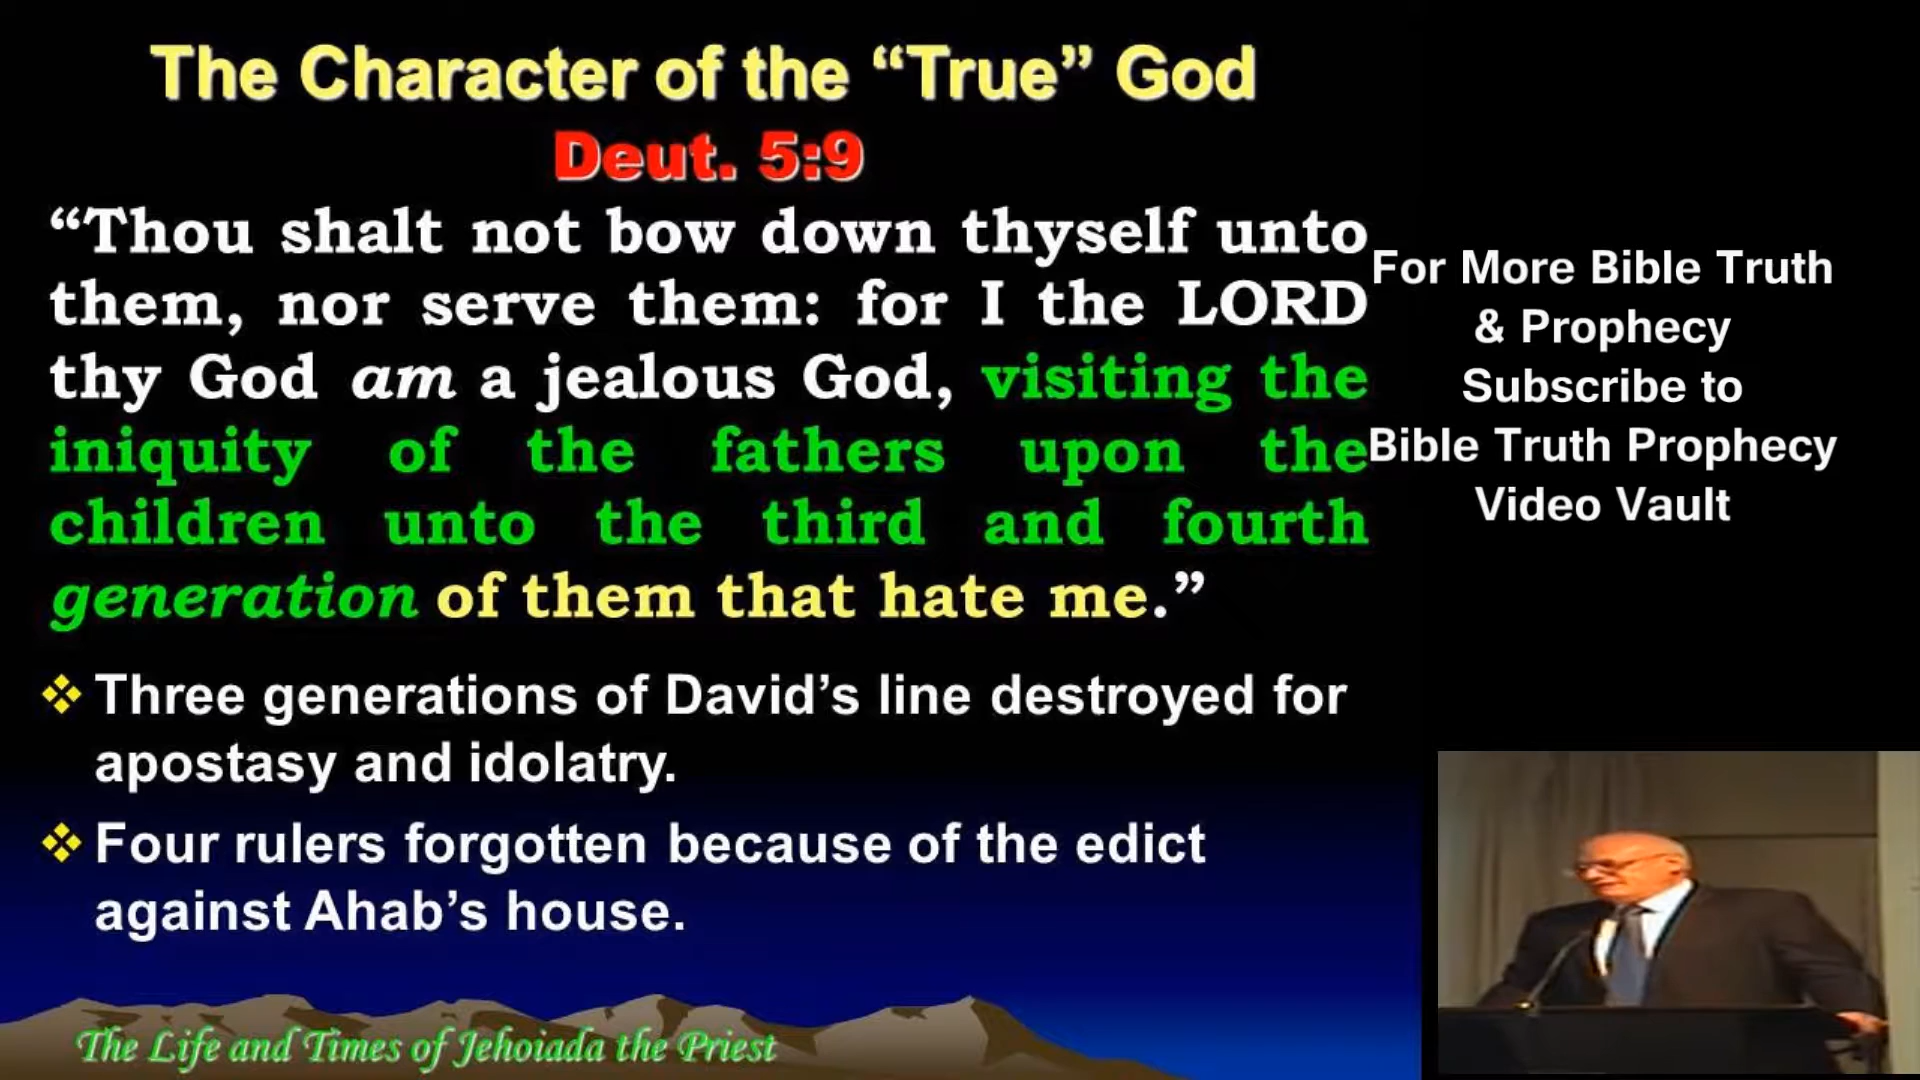 The Character of the “True” God
Deut. 5:9
“Thou shalt not bow down thyself unto
them, nor serve them: for I the LORD
thy God am a jealous God, visiting the
iniquity of the fathers upon the
children unto the third and fourth
generation of them that hate me.”
❖ Three generations of David’s line destroyed for
apostasy and idolatry.
❖ Four rulers forgotten because of the edict
against Ahab’s house.
The Life and Times of Jehoiada the Priest
For More Bible Truth
& Prophecy
Subscribe to
Bible Truth Prophecy
Video Vault